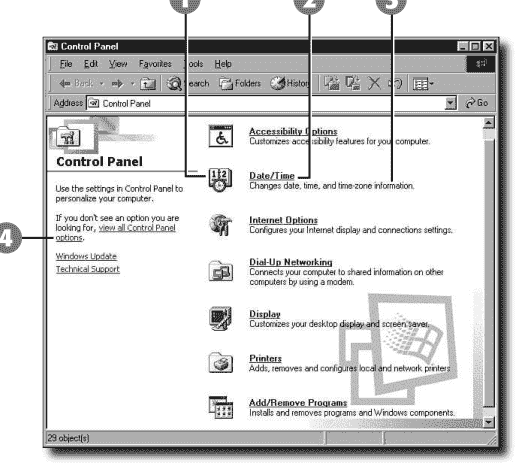 1 2 3
Control Panel
File Edit View Favorites Tools Help
Back Search Folders History
Address Control Panel Go
Control Panel
Use the settings in Control Panel to
personalize your computer.
If you don't see an option you are
looking for, view all Control Panel
options.
4
Windows Update
Technical Support
Accessibility Options
Customizes accessibility features for your computer.
Date/Time
Changes date, time, and time-zone information.
Internet Options
Configures your Internet display and connections settings.
Dial-Up Networking
Connects your computer to shared information on other
computers by using a modem.
Display
Customizes your desktop display and screen saver.
Printers
Adds, removes and configures local and network printers
Add/Remove Programs
Installs and removes programs and Windows components.
29 object(s)